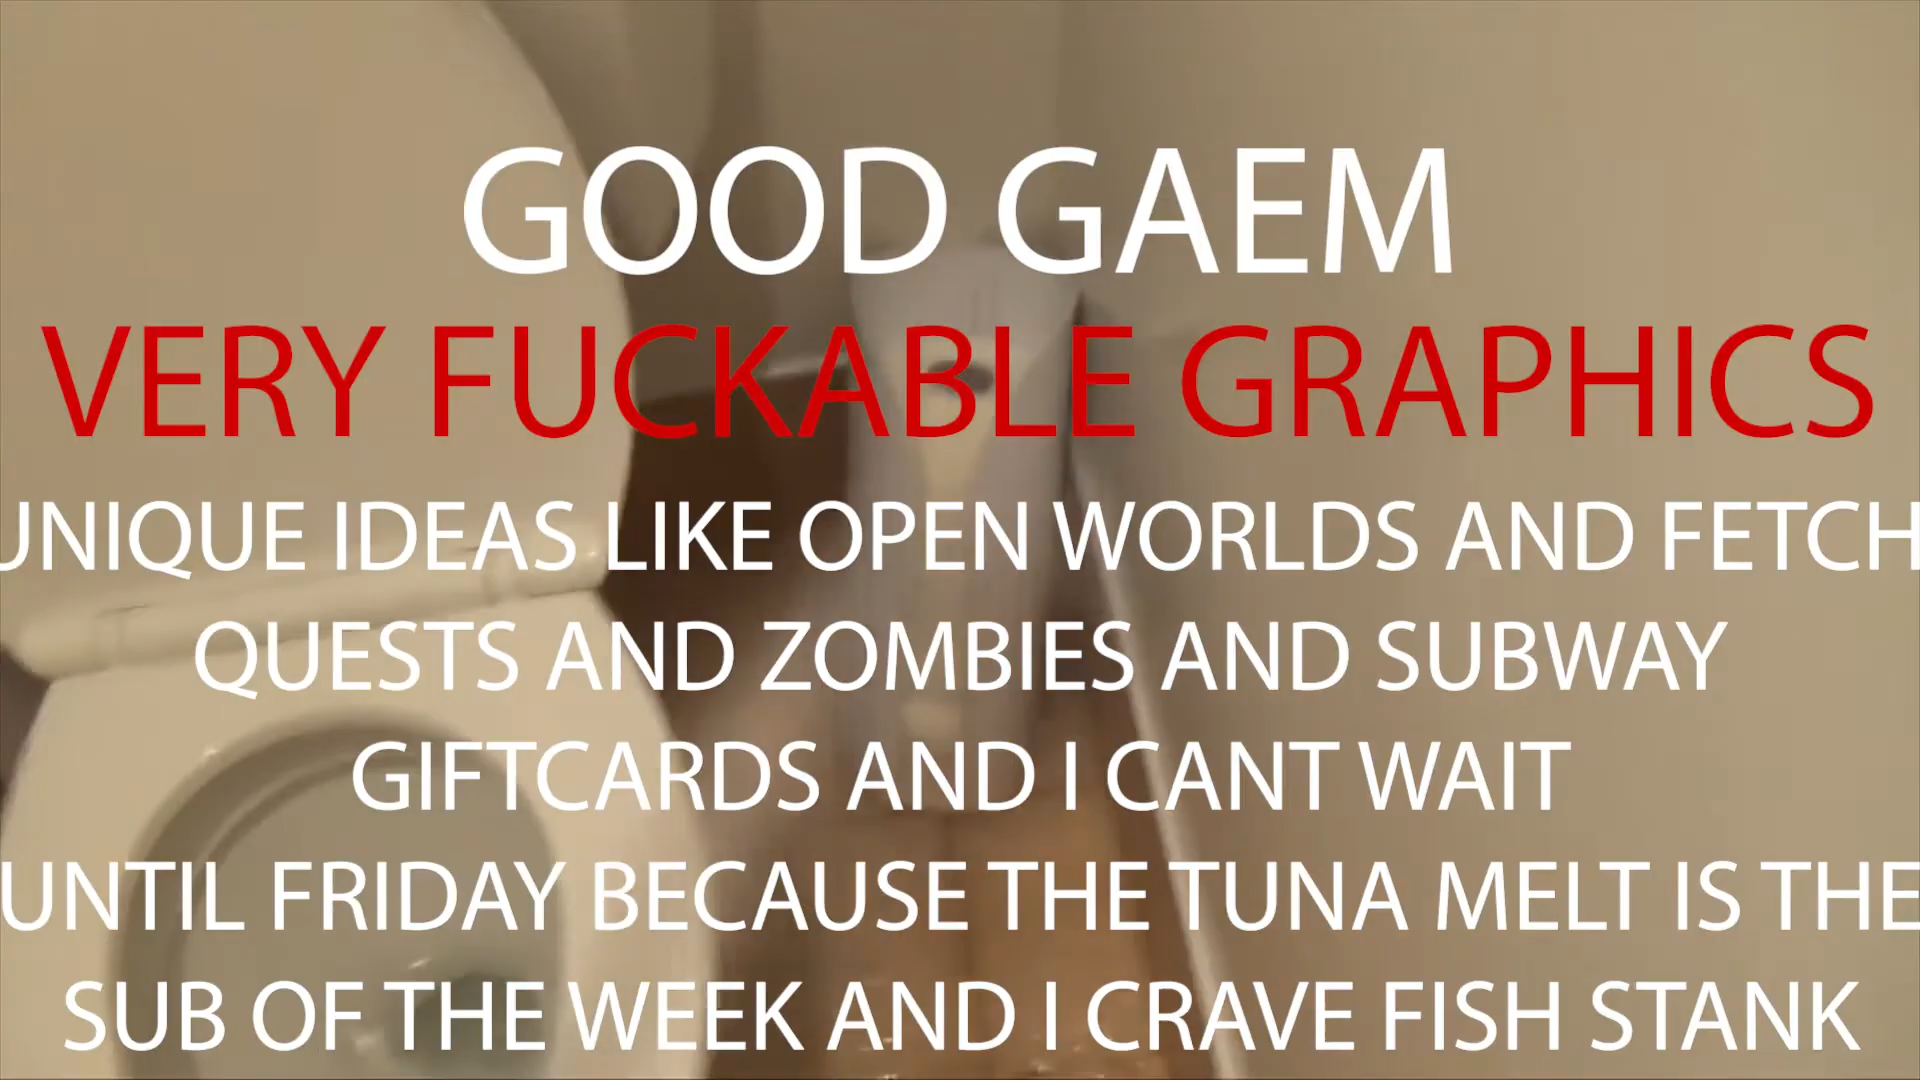 GOOD GAEM
VERY FUCKABLE GRAPHICS
UNIQUE IDEAS LIKE OPEN WORLDS AND FETCH
QUESTS AND ZOMBIES AND SUBWAY
GIFTCARDS AND I CANT WAIT
UNTIL FRIDAY BECAUSE THE TUNA MELT IS THE
SUB OF THE WEEK AND I CRAVE FISH STANK